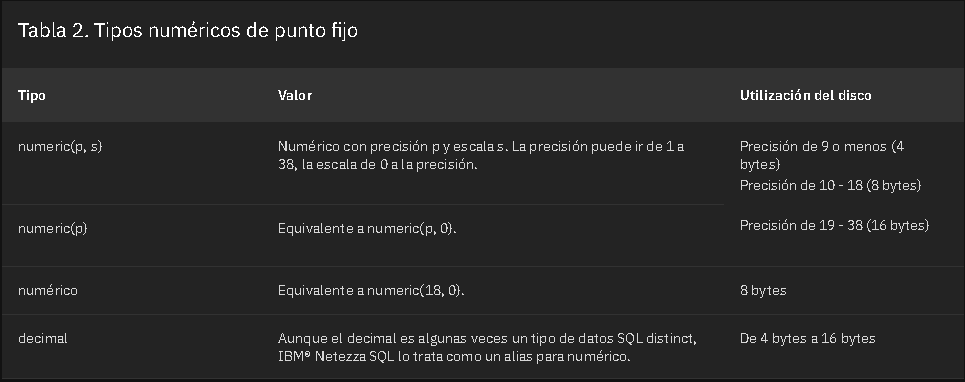 Tabla 2. Tipos numéricos de punto fijo
Tipo Valor Utilización del disco
numeric(p, s) Numérico con precisión p y escala s. La precisión puede ir de 1 a
38, la escala de 0 a la precisión.
Precisión de 9 o menos (4
bytes)
Precisión de 10 - 18 (8 bytes)
numeric(p) Equivalente a numeric(p, 0). Precisión de 19 - 38 (16 bytes)
numérico Equivalente a numeric(18, 0). 8 bytes
decimal Aunque el decimal es algunas veces un tipo de datos SQL distinct,
IBM® Netezza SQL lo trata como un alias para numérico.
De 4 bytes a 16 bytes